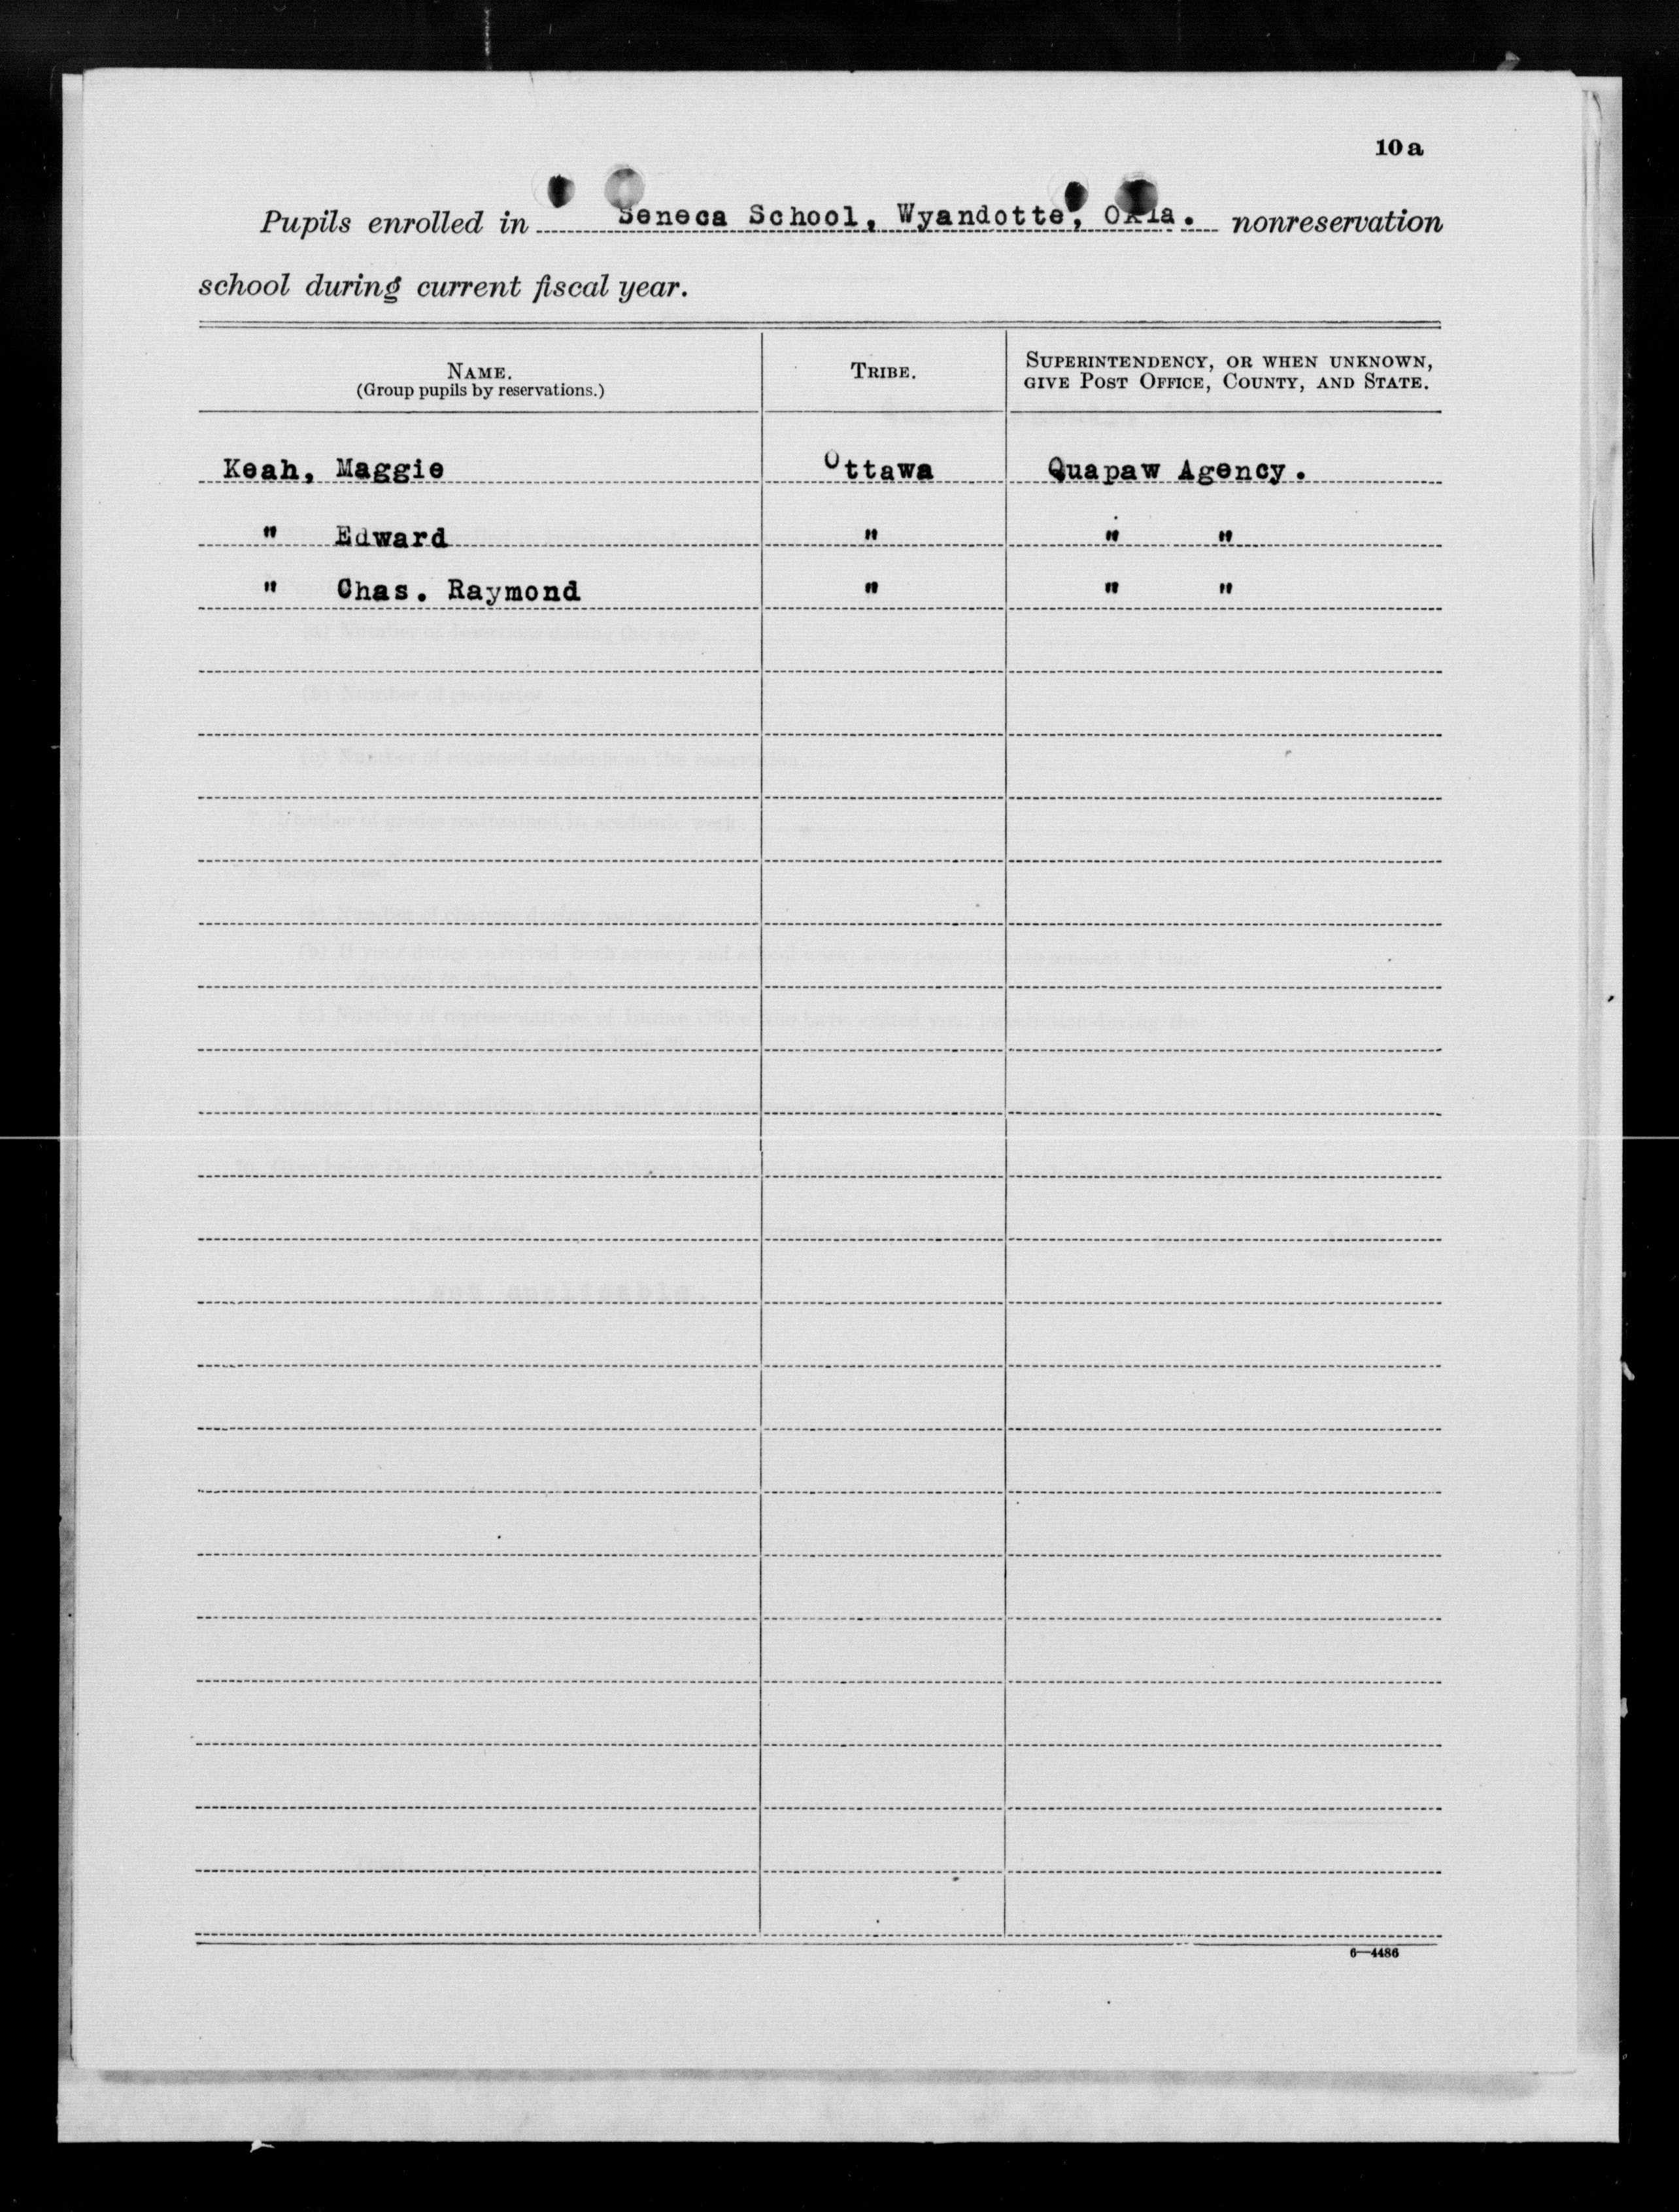 10 a
Pupils enrolled in Seneca School, Wyandotte, Okla. nonreservation
school during current fiscal year.
NAME. TRIBE. SUPERINTENDENCY, OR WHEN UNKNOWN,
(Group pupils by reservations.) GIVE POST OFFICE, COUNTY, AND STATE.
Keah, Maggie Ottawa Quapaw Agency.
" Edward " " "
" Chas. Raymond " " "
6—4486